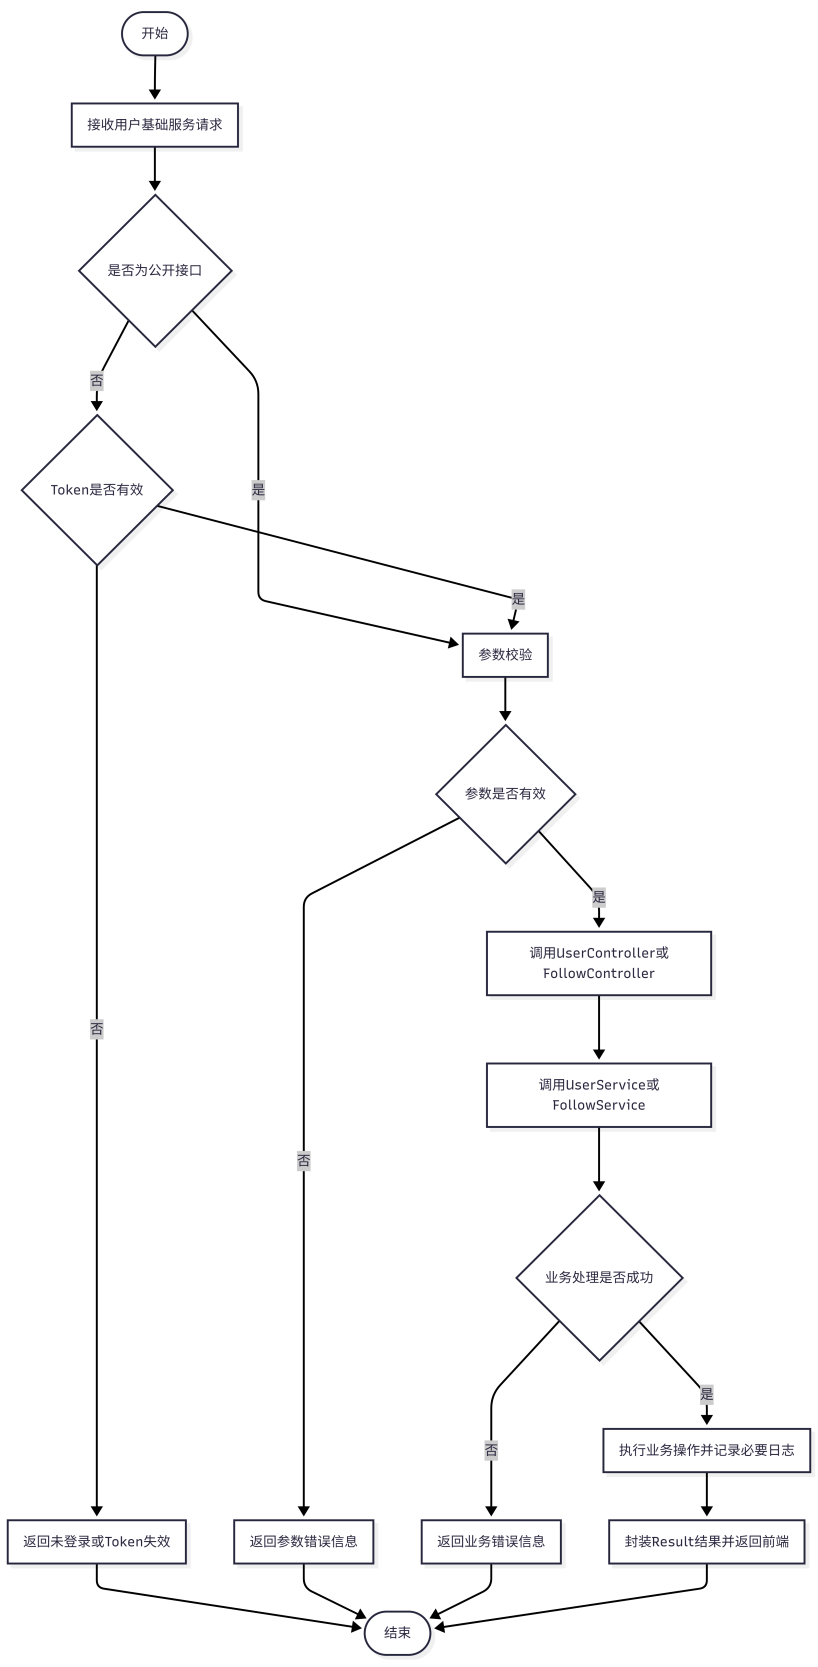 开始
接收用户基础服务请求
是否为公开接口
否
Token是否有效
是
是
参数校验
参数是否有效
是
调用UserController或
FollowController
调用UserService或
FollowService
否
否
业务处理是否成功
是
否
执行业务操作并记录必要日志
返回未登录或Token失效
返回参数错误信息
返回业务错误信息
封装Result结果并返回前端
结束